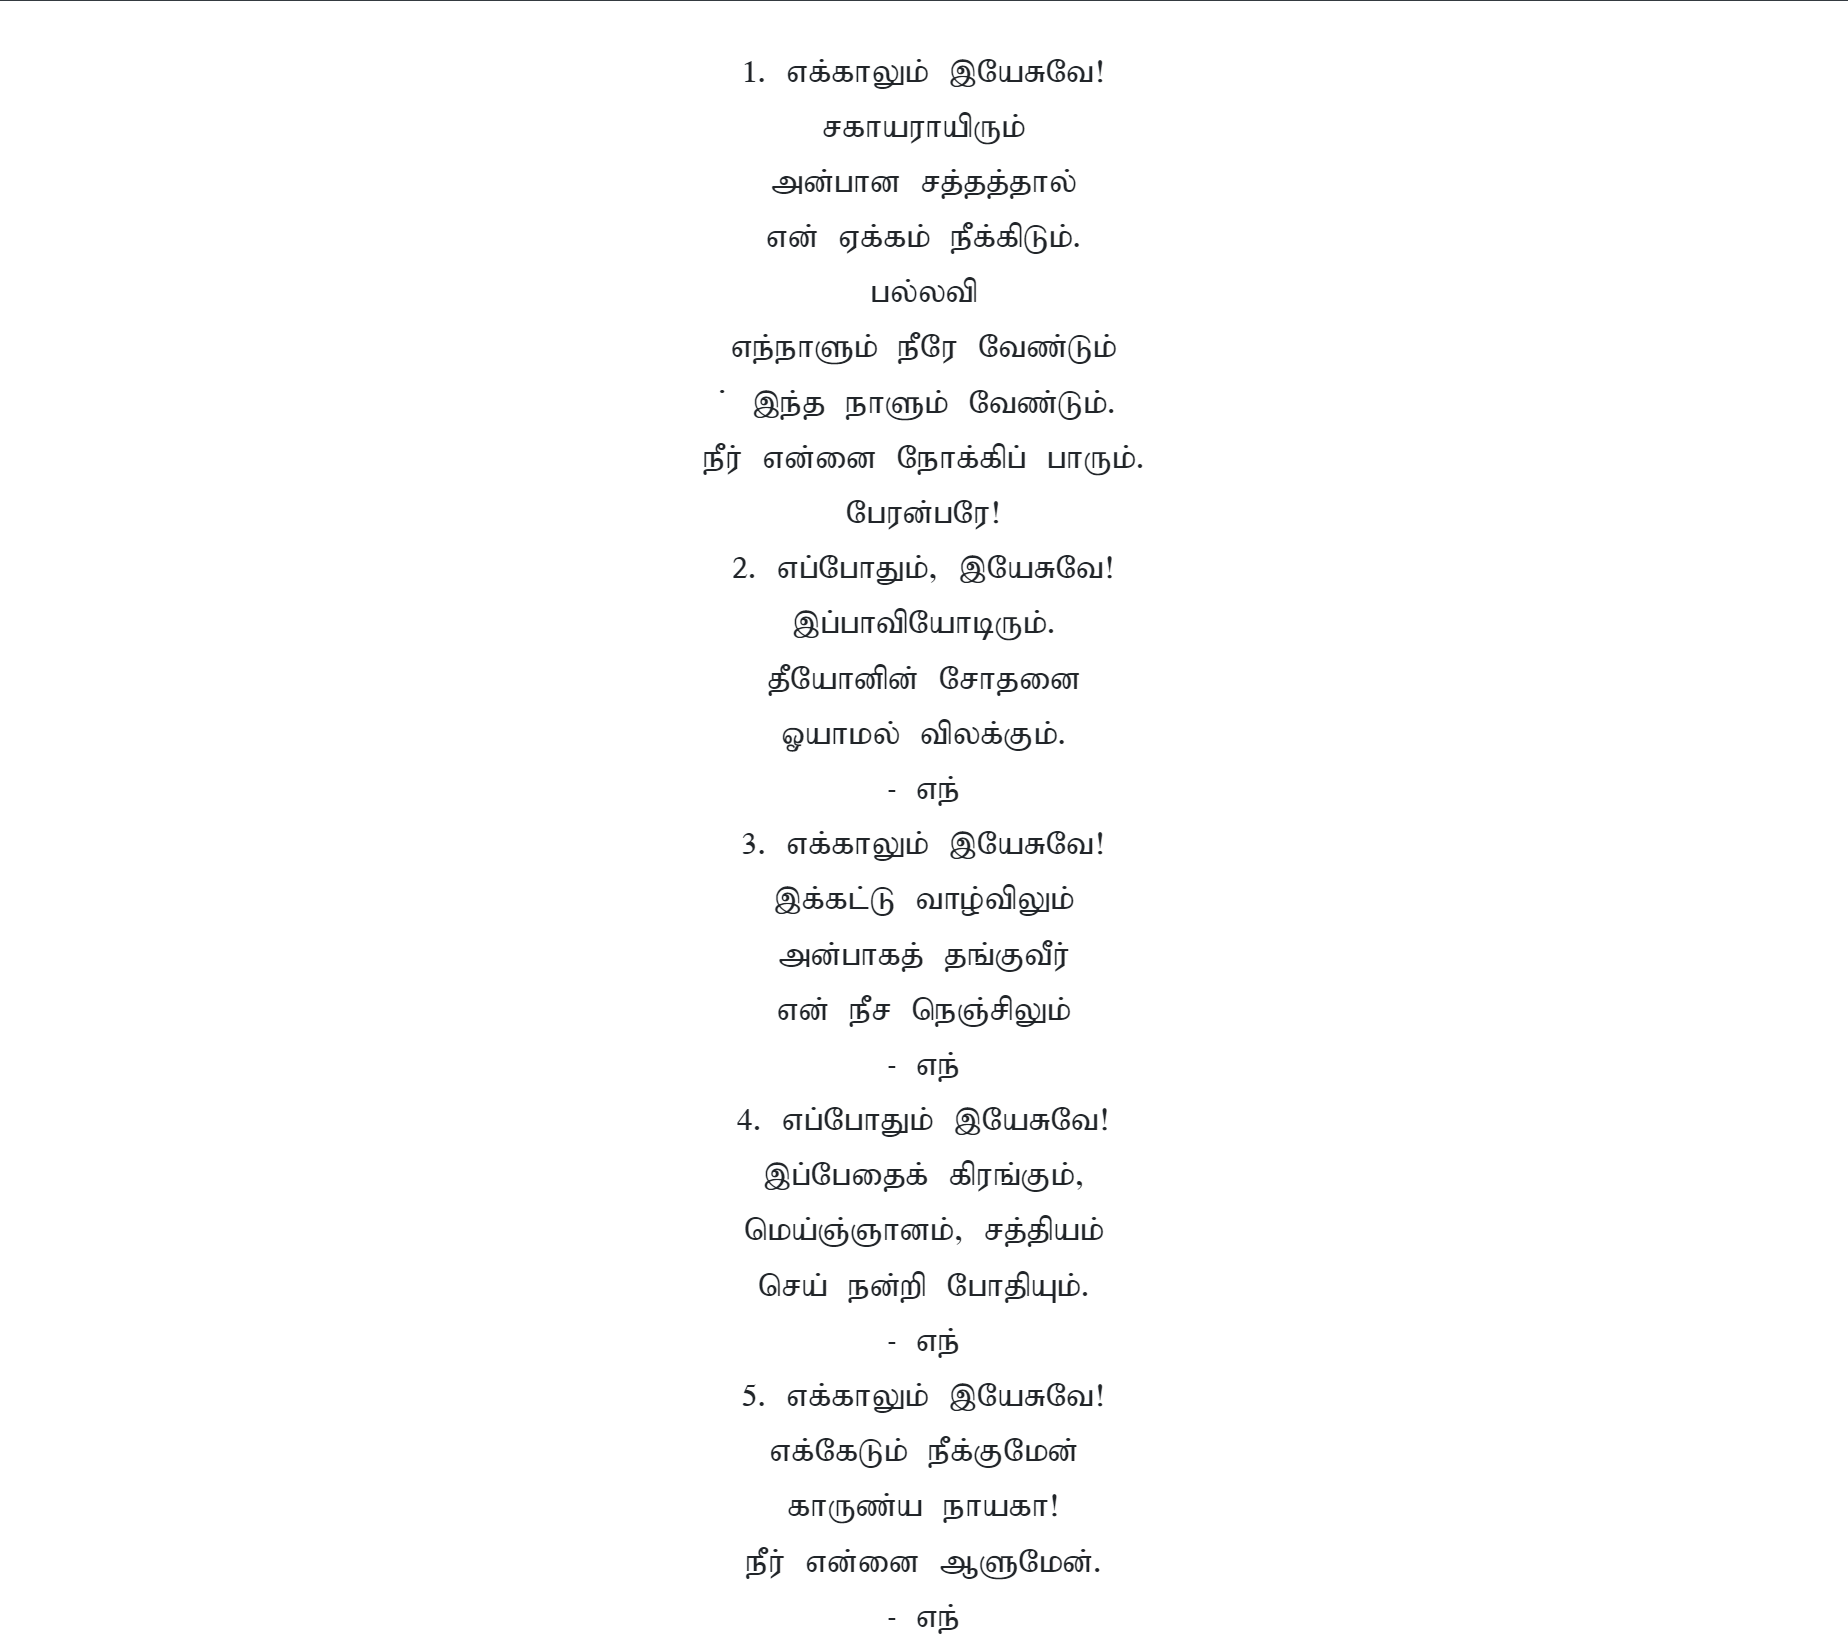 1. எக்காலும் இயேசுவே!
சகாயராயிரும்
அன்பான சத்தத்தால்
என் ஏக்கம் நீக்கிடும்.
பல்லவி
எந்நாளும் நீரே வேண்டும்
இந்த நாளும் வேண்டும்.
நீர் என்னை நோக்கிப் பாரும்.
பேரன்பரே!
2. எப்போதும், இயேசுவே!
இப்பாவியோடிரும்.
தீயோனின் சோதனை
ஓயாமல் விலக்கும்.
- எந்
3. எக்காலும் இயேசுவே!
இக்கட்டு வாழ்விலும்
அன்பாகத் தங்குவீர்
என் நீச நெஞ்சிலும்
- எந்
4. எப்போதும் இயேசுவே!
இப்பேதைக் கிரங்கும்,
மெய்ஞ்ஞானம், சத்தியம்
செய் நன்றி போதியும்.
- எந்
5. எக்காலும் இயேசுவே!
எக்கேடும் நீக்குமேன்
காருண்ய நாயகா!
நீர் என்னை ஆளுமேன்.
- எந்